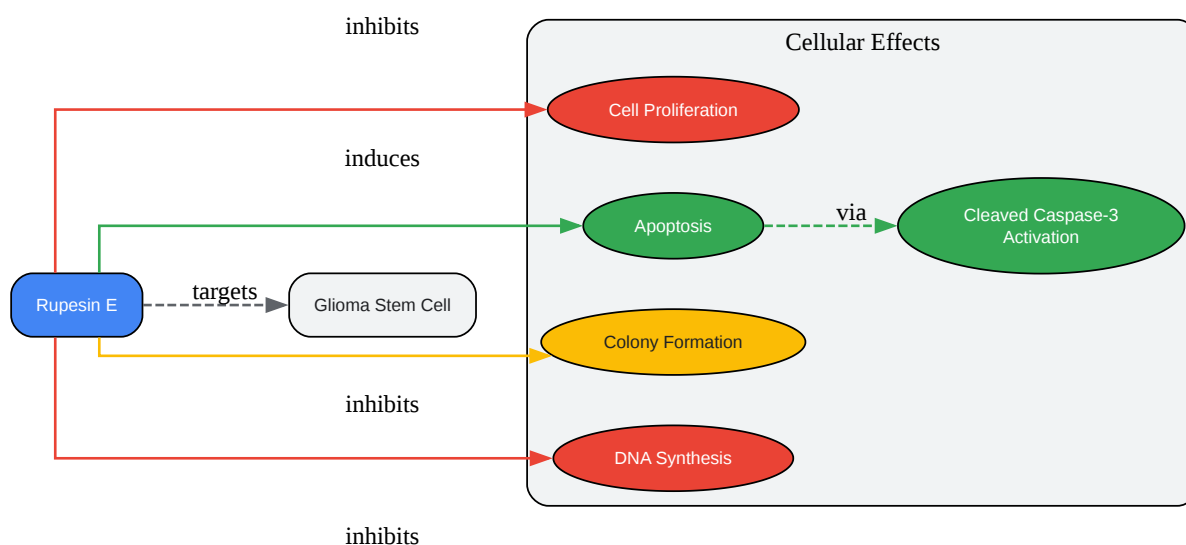 inhibits
Cellular Effects
Cell Proliferation
induces
Apoptosis
via
Cleaved Caspase-3
Activation
Rupesin E
targets
Glioma Stem Cell
Colony Formation
inhibits
DNA Synthesis
inhibits